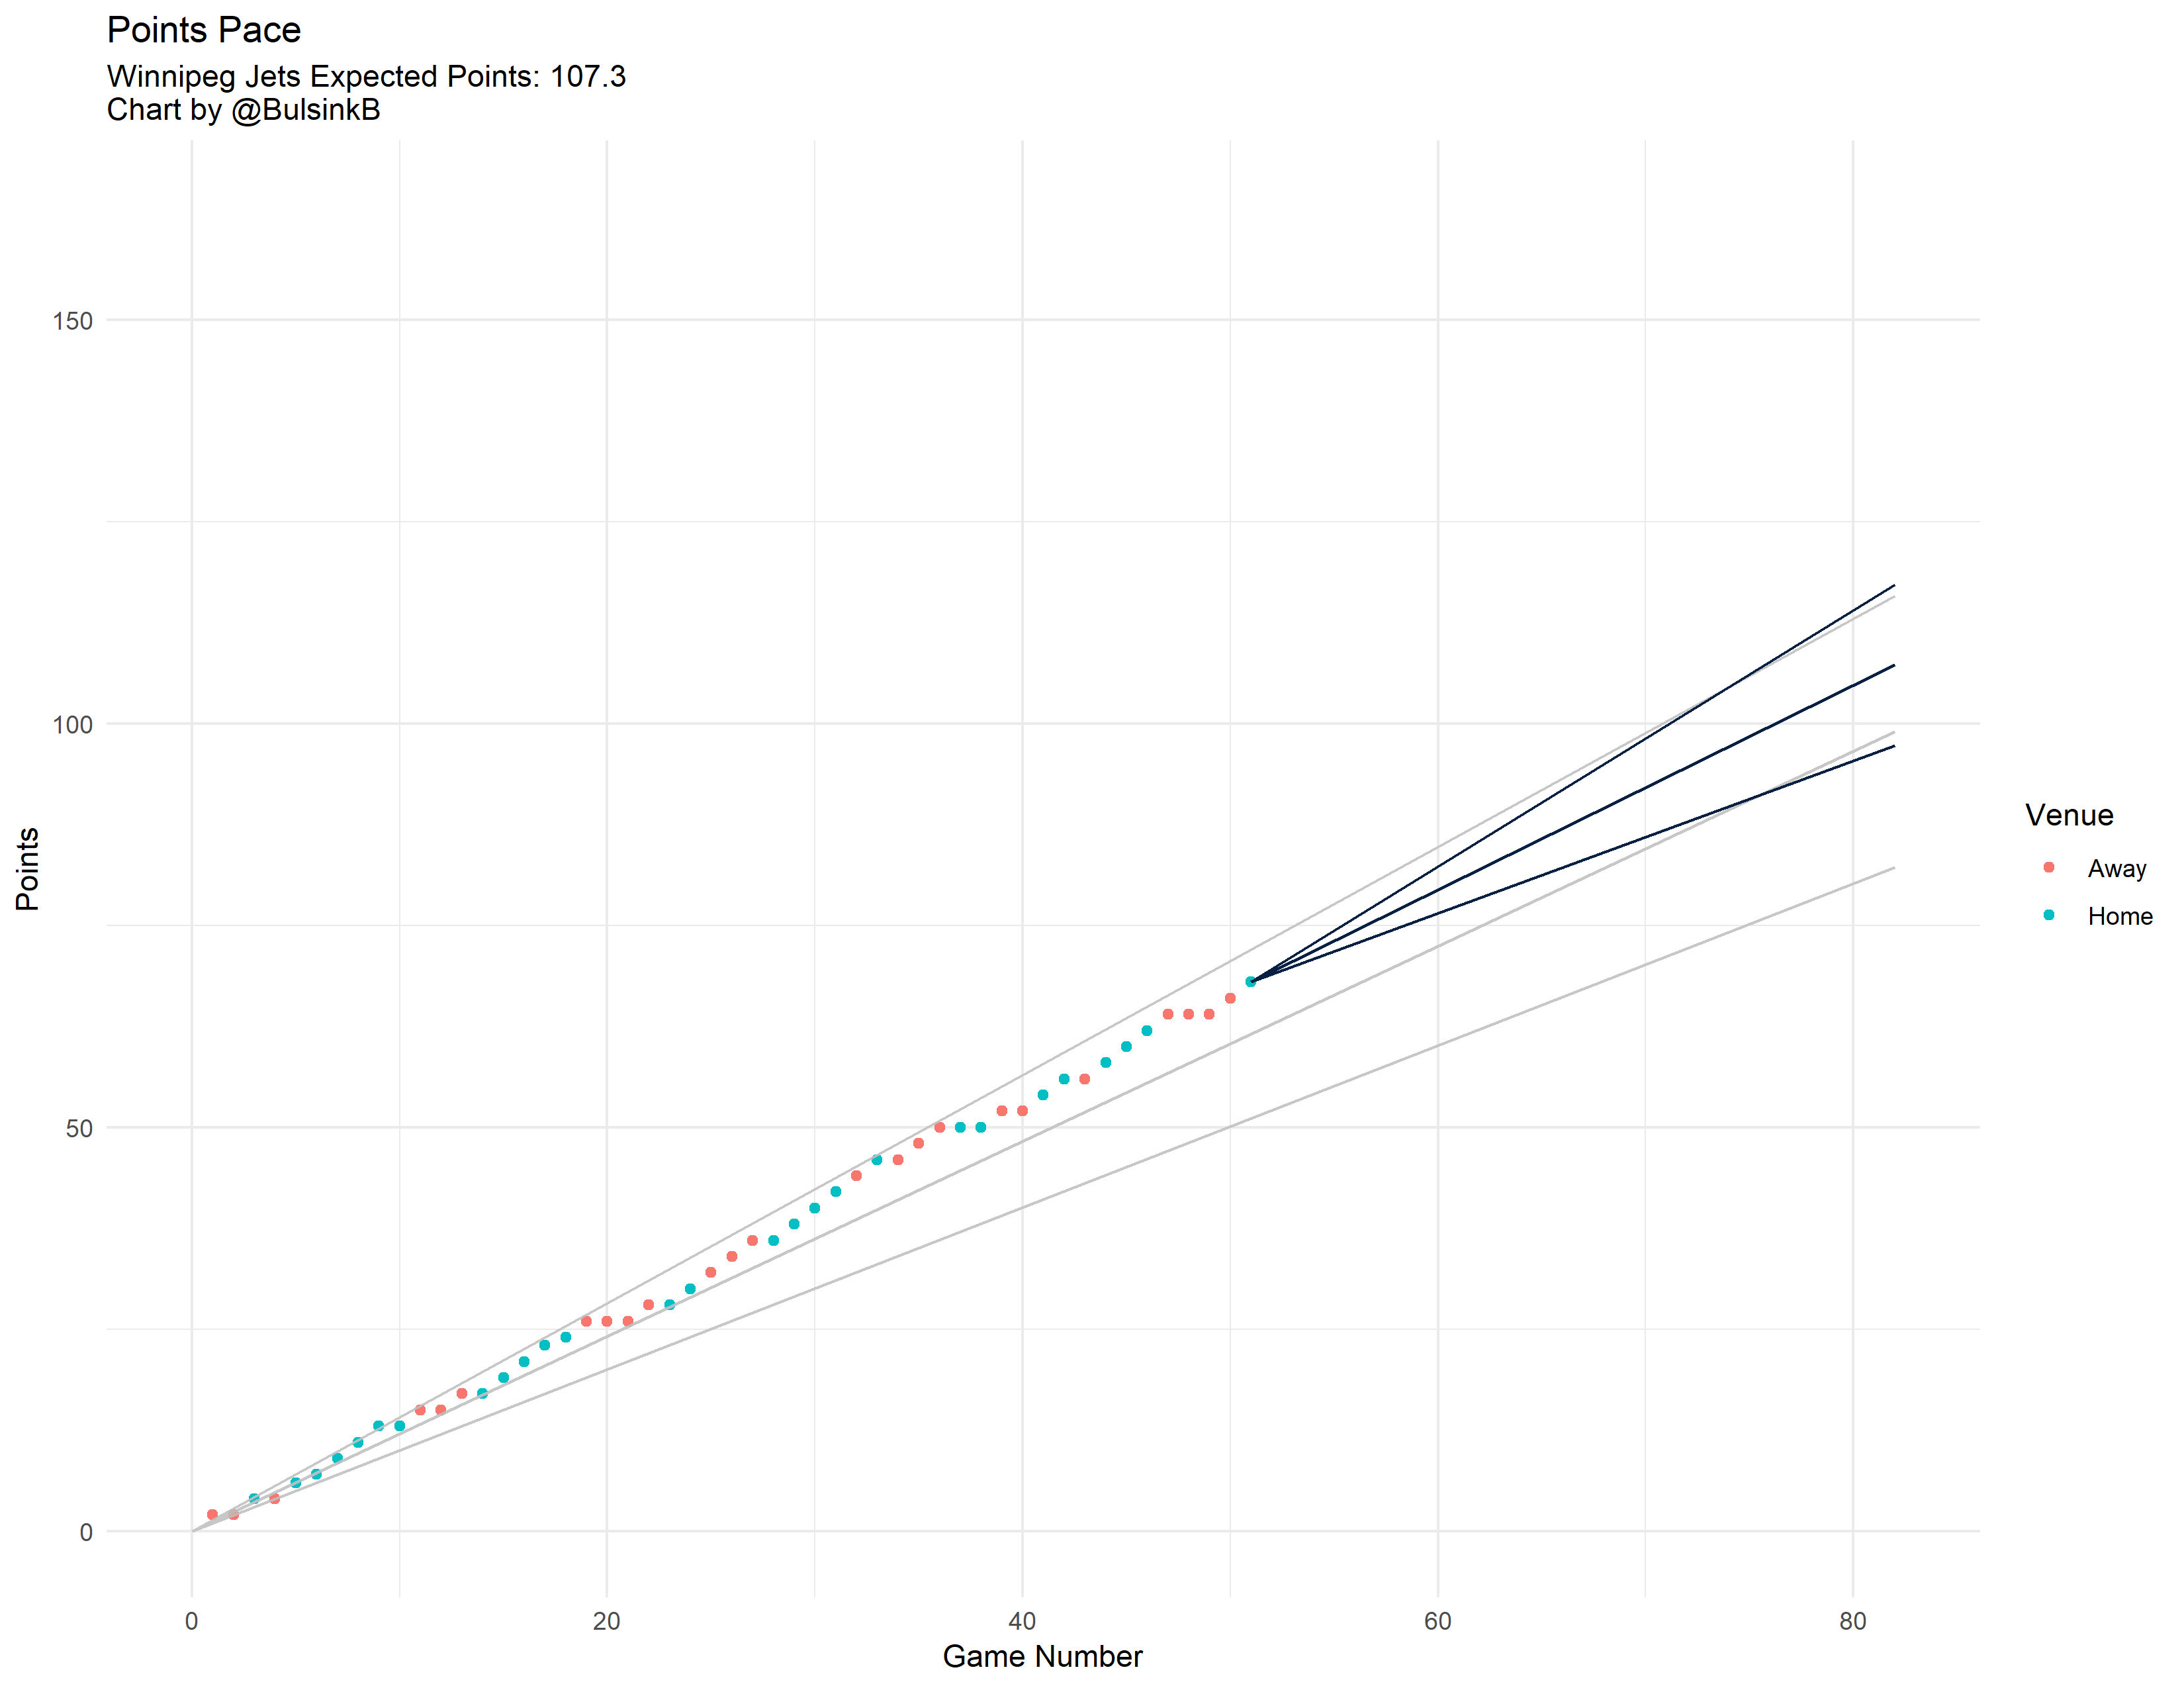 Points Pace
Winnipeg Jets Expected Points: 107.3
Chart by @BulsinkB
150
100
50
0
Points
0 20 40 60 80
Game Number
Venue
Away
Home